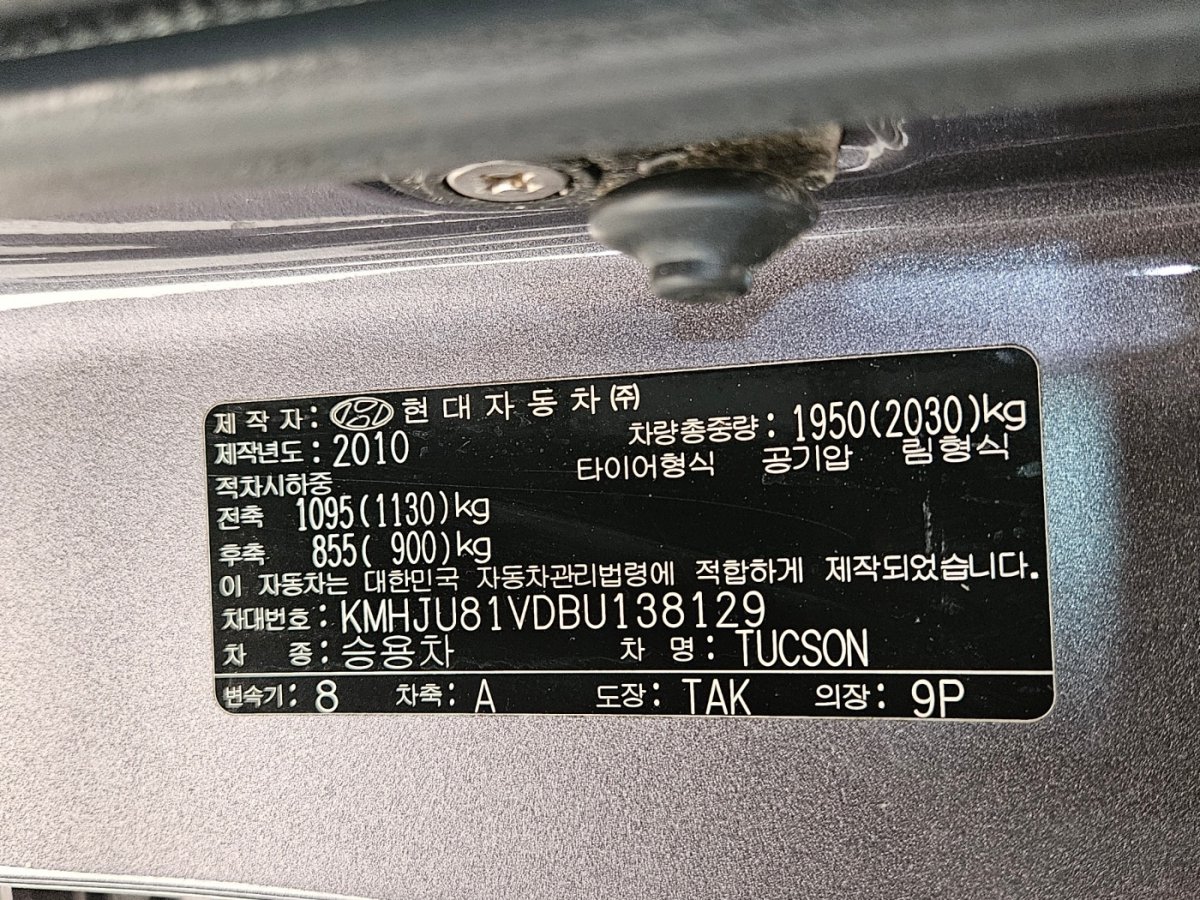 제작자: 현대자동차(주)
제작년도: 2010 차량총중량: 1950(2030)kg
타이어형식 공기압 림형식
적차시하중
전축 1095(1130)kg
후축 855( 900)kg
이 자동차는 대한민국 자동차관리법령에 적합하게 제작되었습니다.
차대번호: KMHJU81VDBU138129
차 종: 승용차 차 명: TUCSON
변속기: 8 차축: A 도장: TAK 의장: 9P